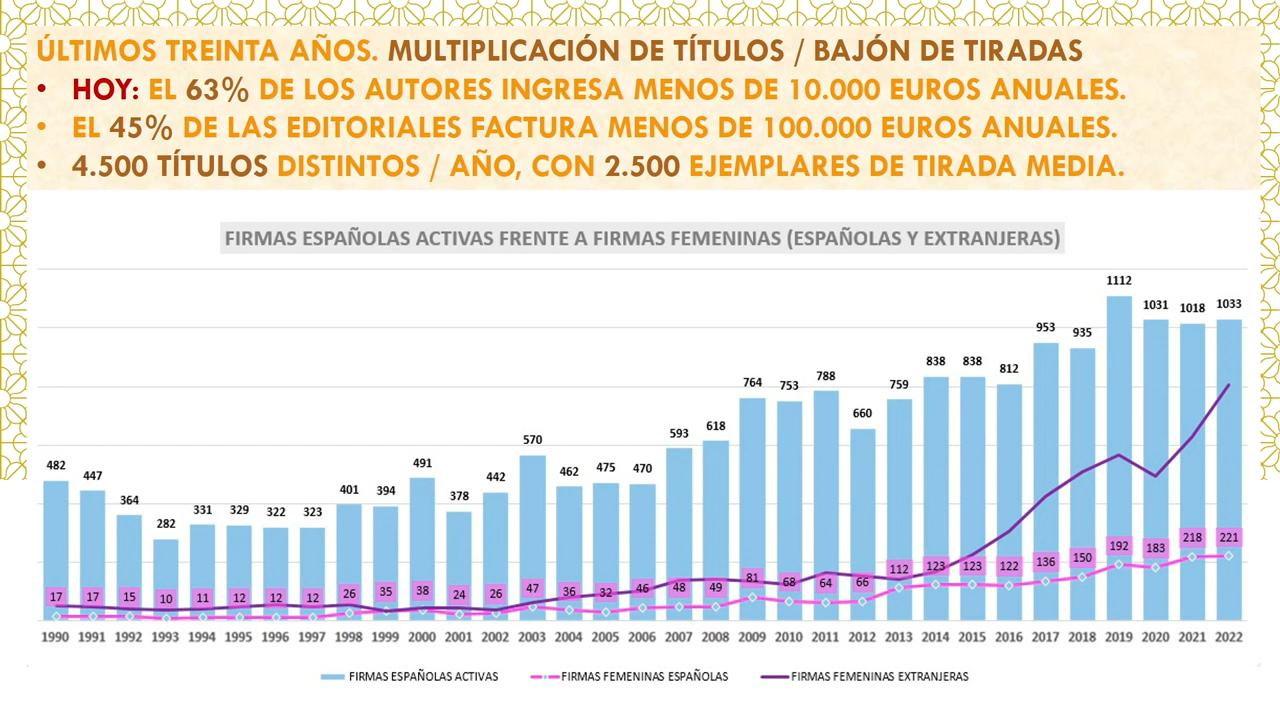 ÚLTIMOS TREINTA AÑOS. MULTIPLICACIÓN DE TÍTULOS / BAJÓN DE TIRADAS
• HOY: EL 63% DE LOS AUTORES INGRESA MENOS DE 10.000 EUROS ANUALES.
• EL 45% DE LAS EDITORIALES FACTURA MENOS DE 100.000 EUROS ANUALES.
• 4.500 TÍTULOS DISTINTOS / AÑO, CON 2.500 EJEMPLARES DE TIRADA MEDIA.
FIRMAS ESPAÑOLAS ACTIVAS FRENTE A FIRMAS FEMENINAS (ESPAÑOLAS Y EXTRANJERAS)
482 447 364 282 331 329 322 323 401 394 491 378 442 570 462 475 470 593 618 764 753 788 660 759 838 838 812 953 935 1112 1031 1018 1033
17 17 15 10 11 12 12 12 26 35 38 24 26 47 36 32 46 48 49 81 68 64 66 112 123 123 122 136 150 192 183 218 221
1990 1991 1992 1993 1994 1995 1996 1997 1998 1999 2000 2001 2002 2003 2004 2005 2006 2007 2008 2009 2010 2011 2012 2013 2014 2015 2016 2017 2018 2019 2020 2021 2022
FIRMAS ESPAÑOLAS ACTIVAS FIRMAS FEMENINAS ESPAÑOLAS FIRMAS FEMENINAS EXTRANJERAS